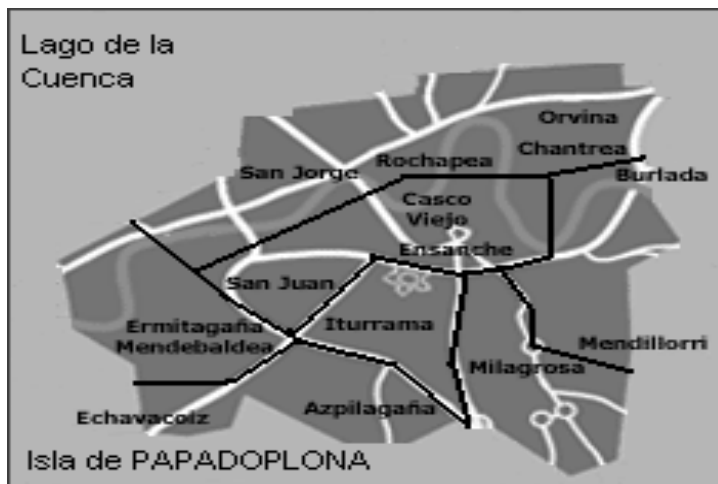 Lago de la
Cuenca
Orvina
Chantrea
Rochapea
San Jorge
Burlada
Casco
Viejo
Ensanche
San Juan
Ermitagaña
Mendebaldea
Iturrama
Mendillorri
Milagrosa
Azpilagaña
Echavacoiz
Isla de PAPADOPLONA